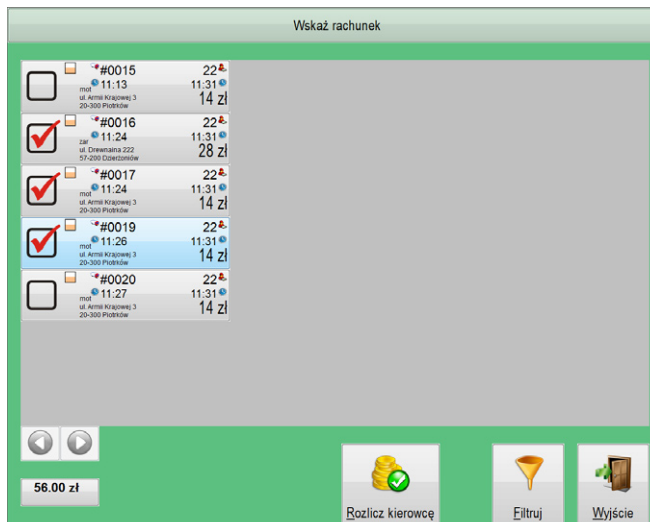 Wskaż rachunek
#0015 22
11:13 11:31
mot 14 zł
ul. Armii Krajowej 3
20-300 Piotrków
#0016 22
11:24 11:31
zar 28 zł
ul. Drewnaina 222
57-200 Dzierżoniów
#0017 22
11:24 11:31
mot 14 zł
ul. Armii Krajowej 3
20-300 Piotrków
#0019 22
11:26 11:31
mot 14 zł
ul. Armii Krajowej 3
20-300 Piotrków
#0020 22
11:27 11:31
mot 14 zł
ul. Armii Krajowej 3
20-300 Piotrków
56.00 zł
Rozlicz kierowcę Filtruj Wyjście